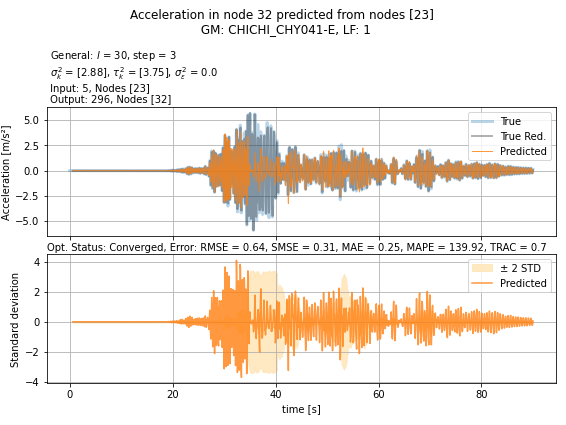 Acceleration in node 32 predicted from nodes [23]
GM: CHICHI_CHY041-E, LF: 1
General: l = 30, step = 3
σ²ₖ = [2.88], τ²ₖ = [3.75], σ²ₑ = 0.0
Input: 5, Nodes [23]
Output: 296, Nodes [32]
True
True Red.
Predicted
Acceleration [m/s²]
5.0
2.5
0.0
−2.5
−5.0
Opt. Status: Converged, Error: RMSE = 0.64, SMSE = 0.31, MAE = 0.25, MAPE = 139.92, TRAC = 0.7
± 2 STD
Predicted
Standard deviation
4
2
0
−2
−4
0 20 40 60 80
time [s]